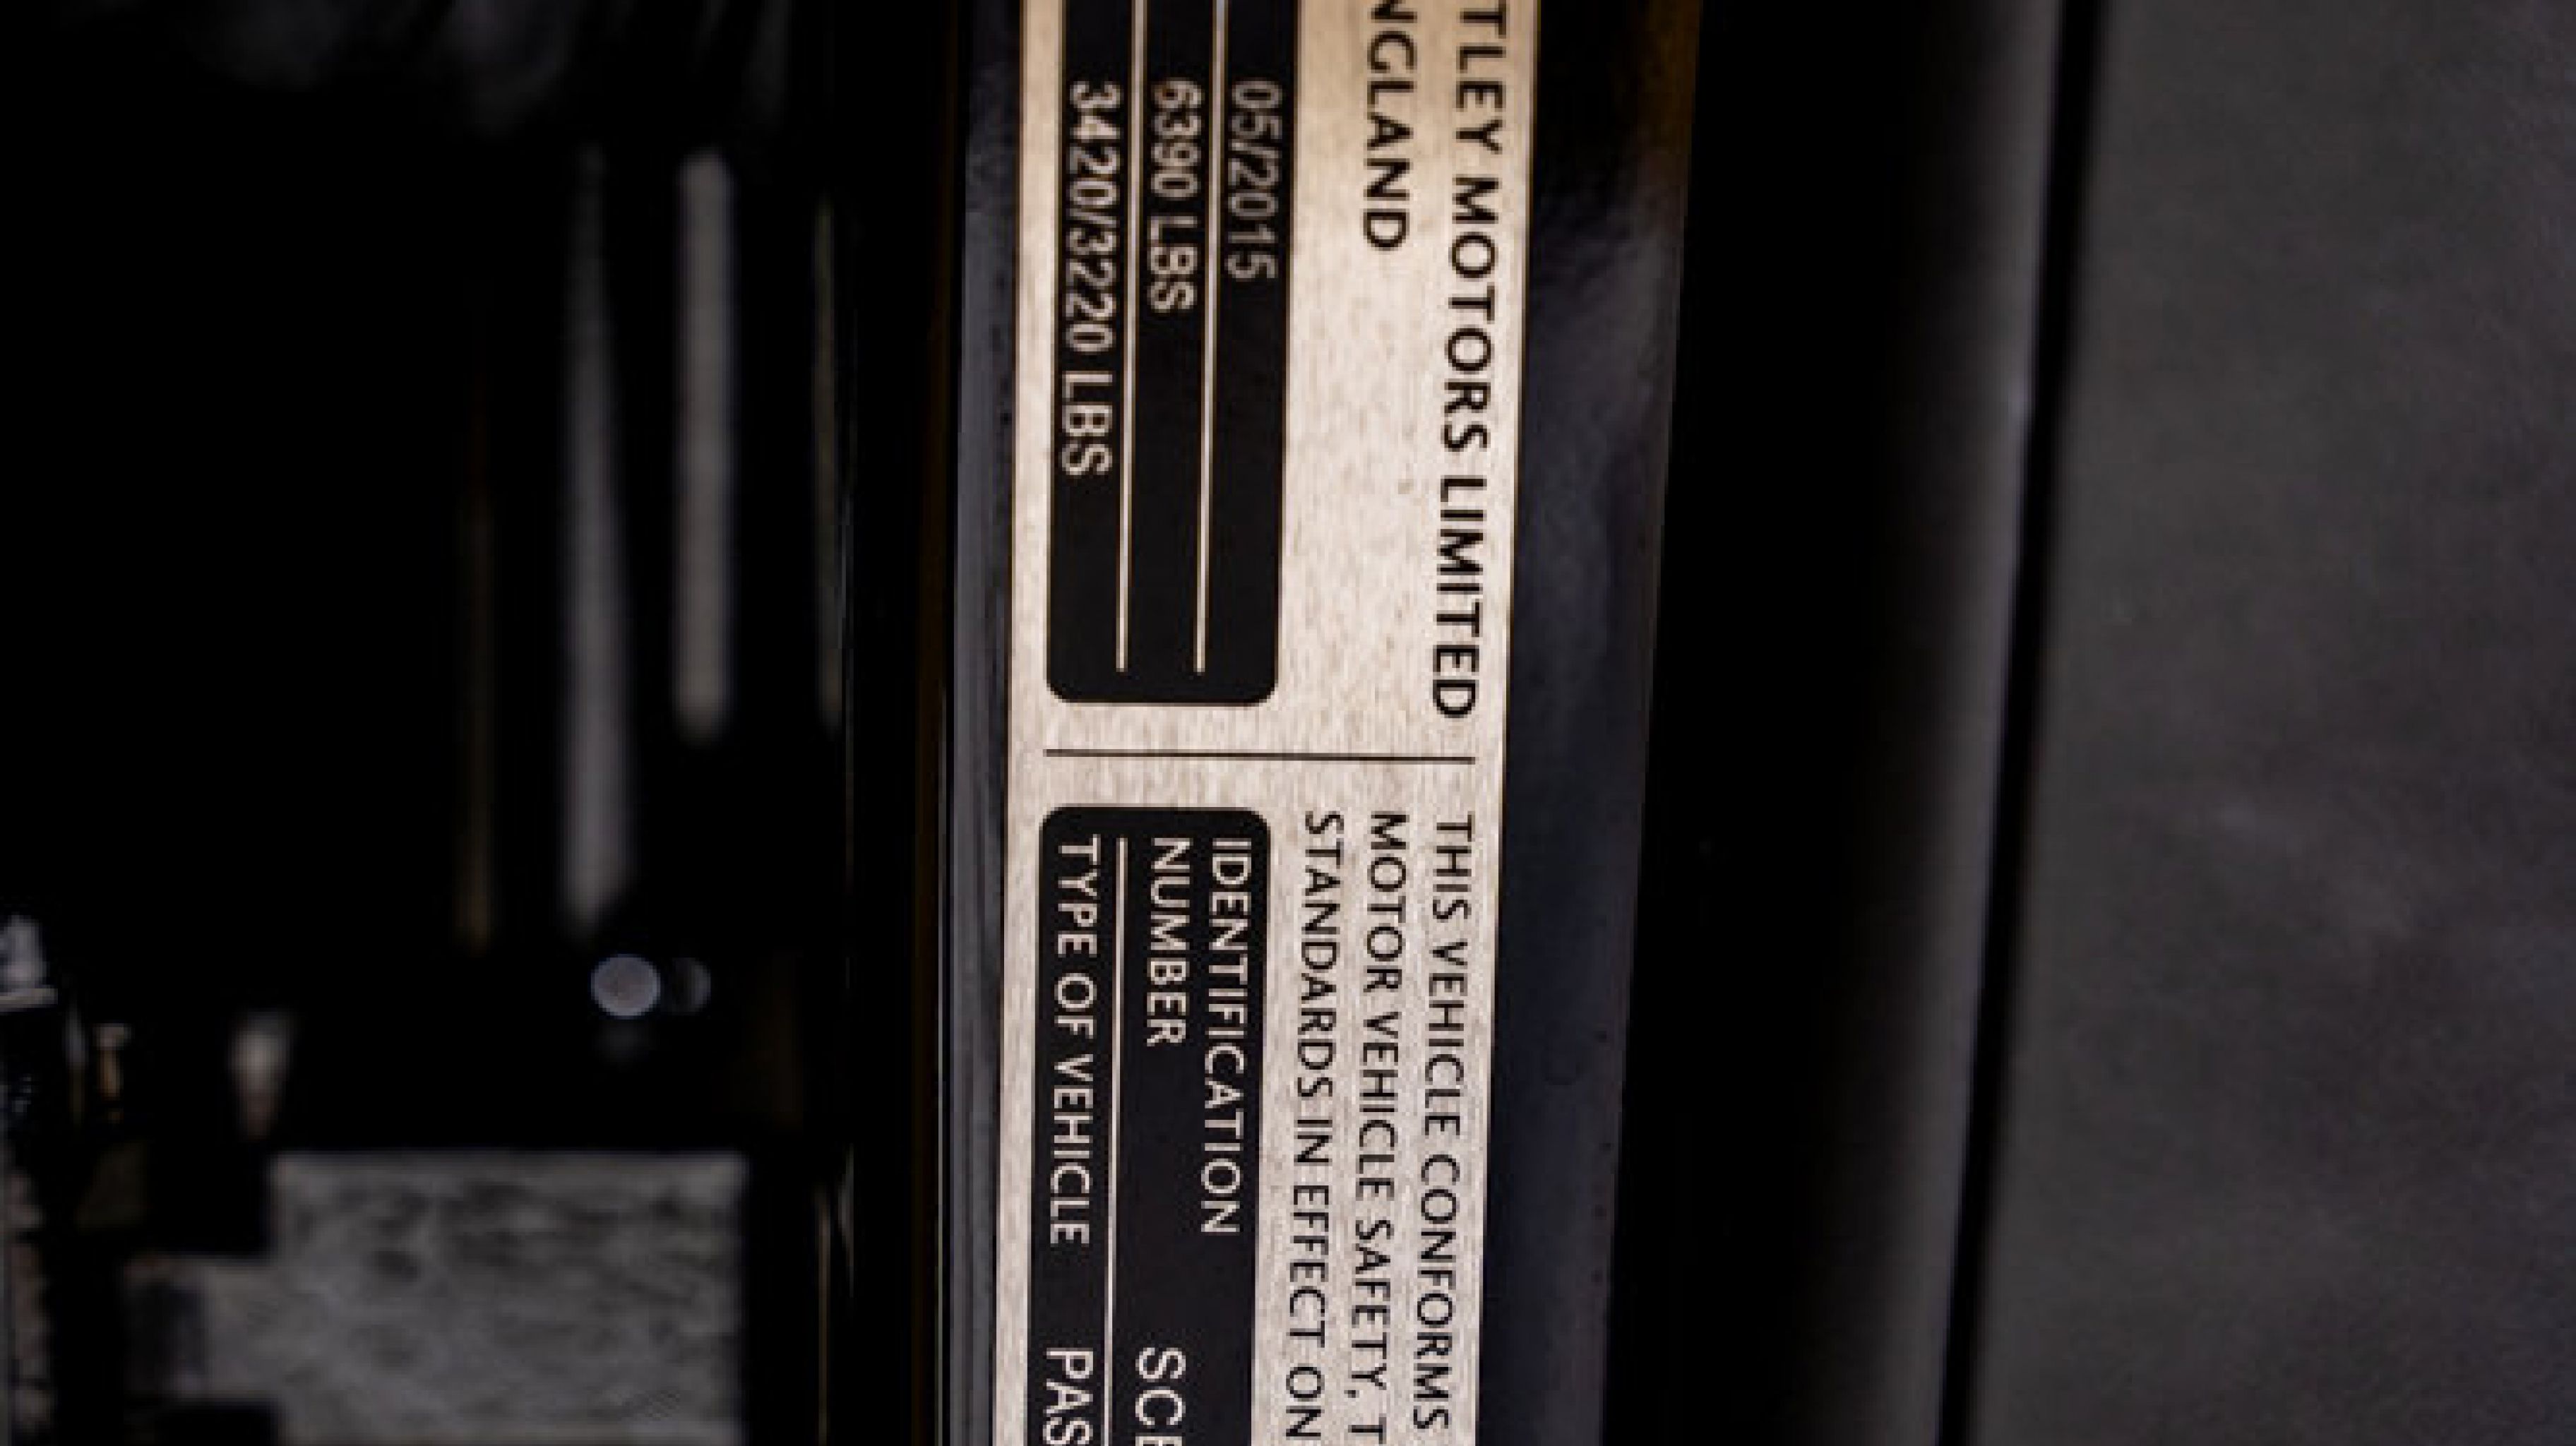 TLEY MOTORS LIMITED
NGLAND
05/2015
6390 LBS
3420/3220 LBS
THIS VEHICLE CONFORMS
MOTOR VEHICLE SAFETY, T
STANDARDS IN EFFECT ON
IDENTIFICATION
NUMBER SCB
TYPE OF VEHICLE PAS